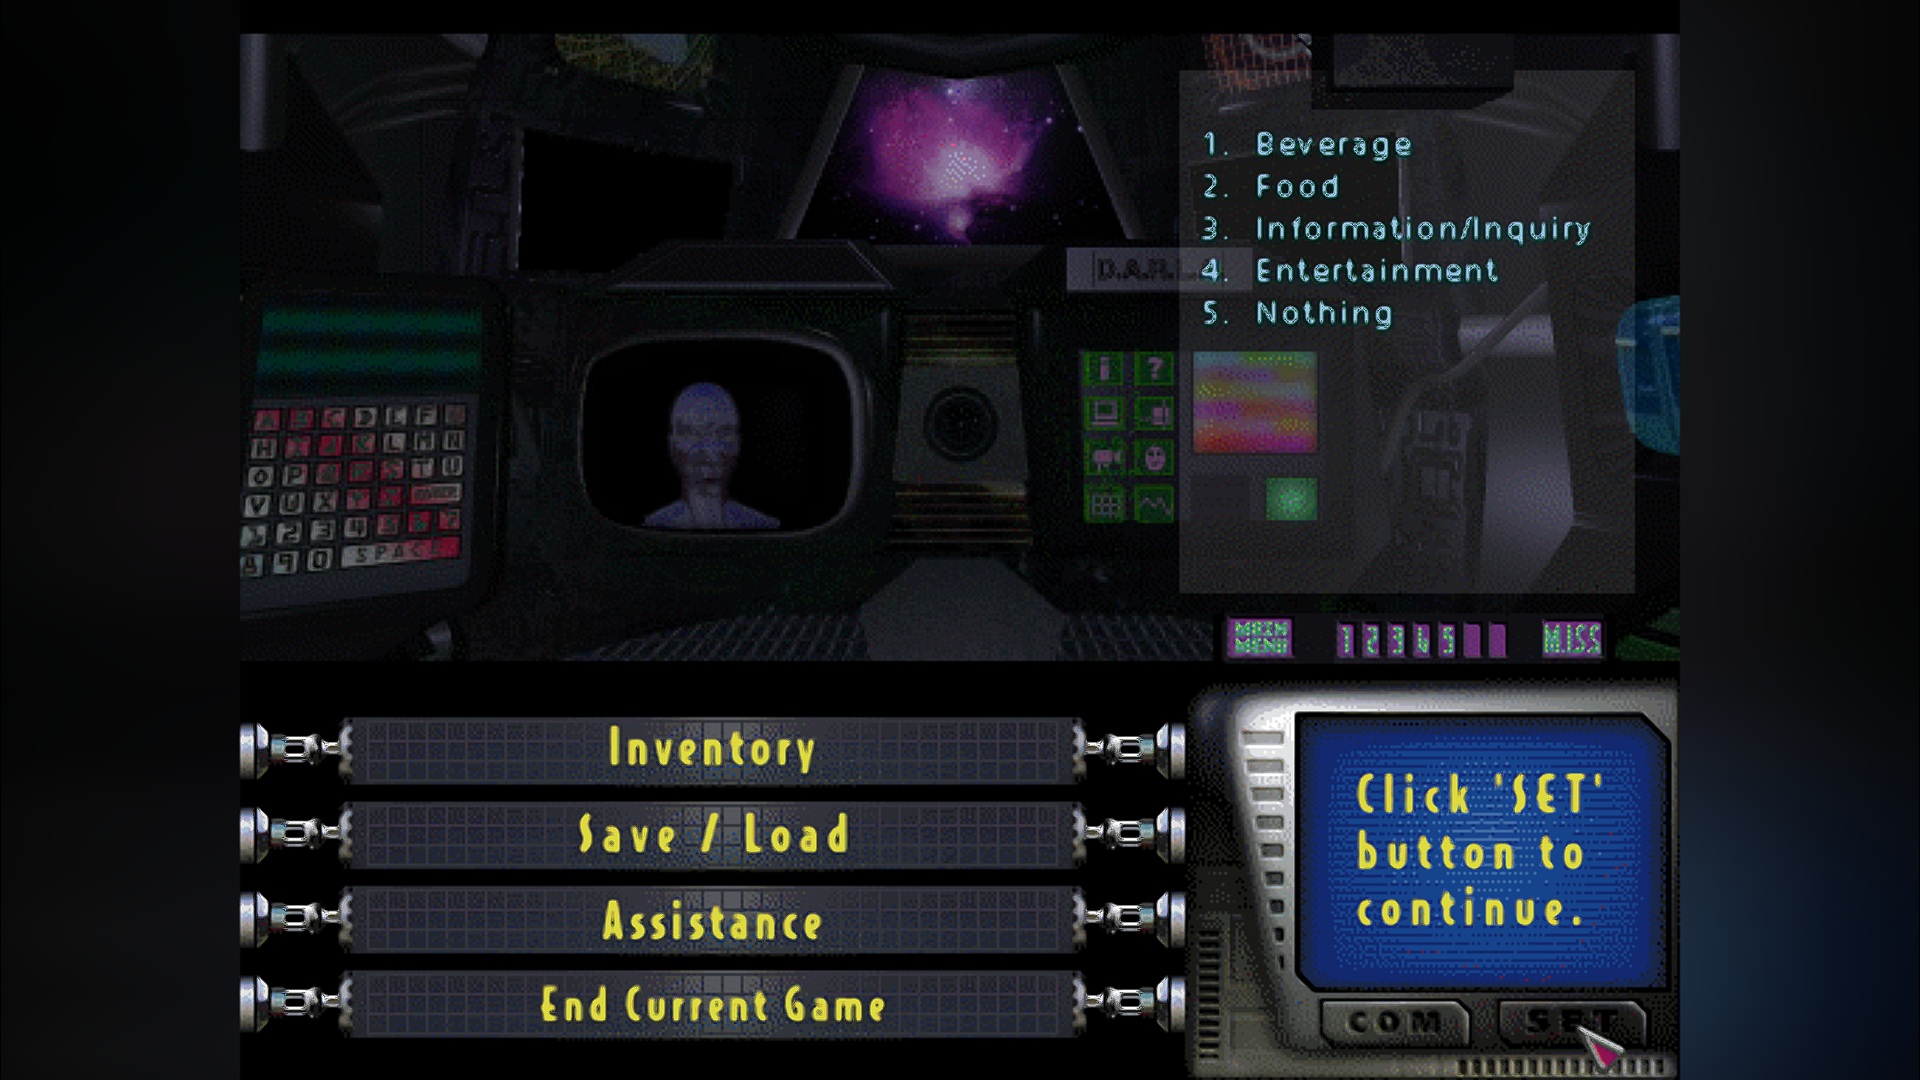 1. Beverage
2. Food
3. Information/Inquiry
4. Entertainment
5. Nothing
?
SPACE
MAIN
MENU
1 2 3 4 5
MISS
Inventory
Save / Load
Assistance
End Current Game
Click 'SET'
button to
continue.
COM
SET